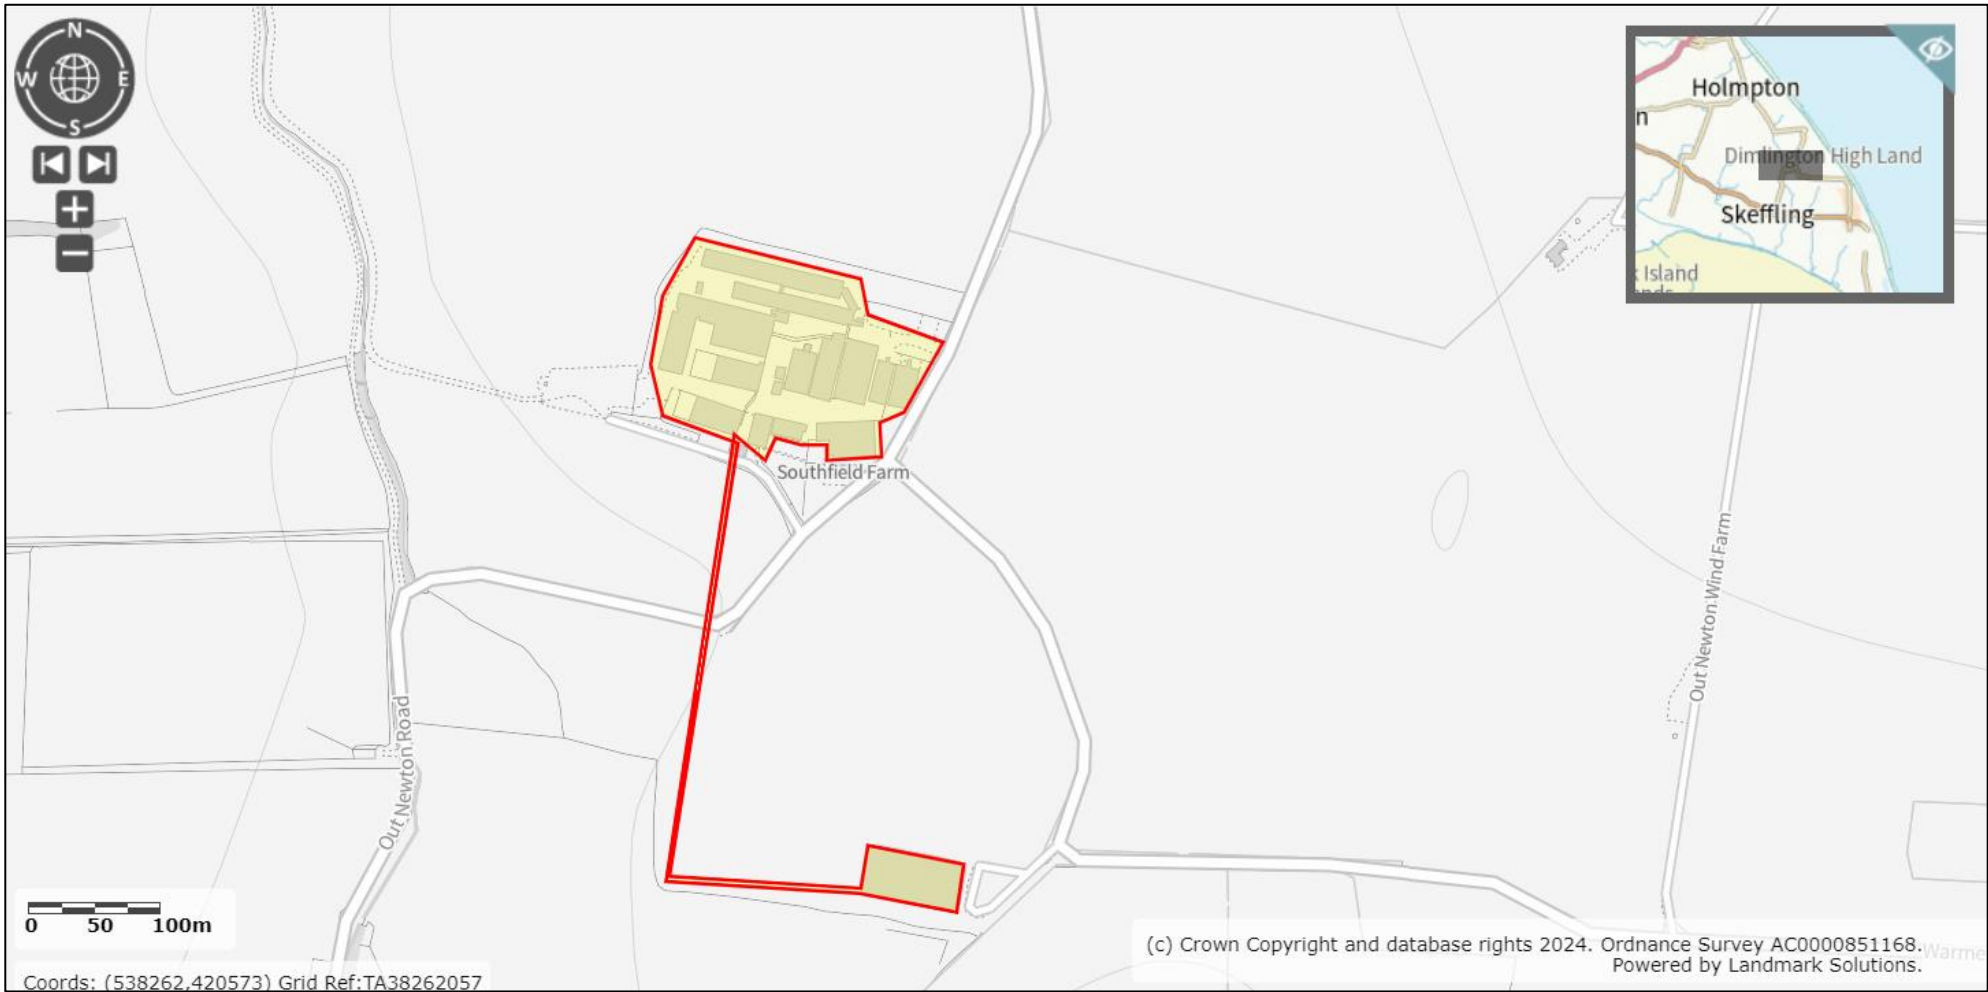 N
W
E
S
Holmpton
n
Dimlington High Land
Skeffling
Island
Southfield Farm
Out Newton Wind Farm
Out Newton Road
0 50 100m
Coords: (538262,420573) Grid Ref:TA38262057
(c) Crown Copyright and database rights 2024. Ordnance Survey AC0000851168.
Powered by Landmark Solutions.
Warme